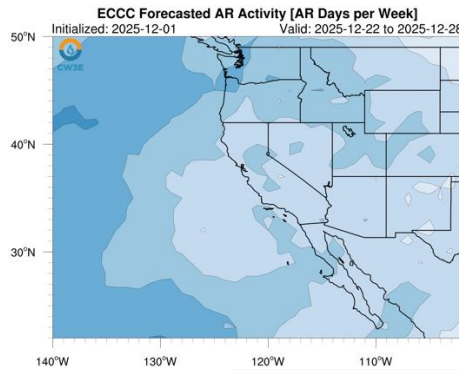 ECCC Forecasted AR Activity [AR Days per Week]
Initialized: 2025-12-01 Valid: 2025-12-22 to 2025-12-28
50°N
CW3E
40°N
30°N
140°W 130°W 120°W 110°W